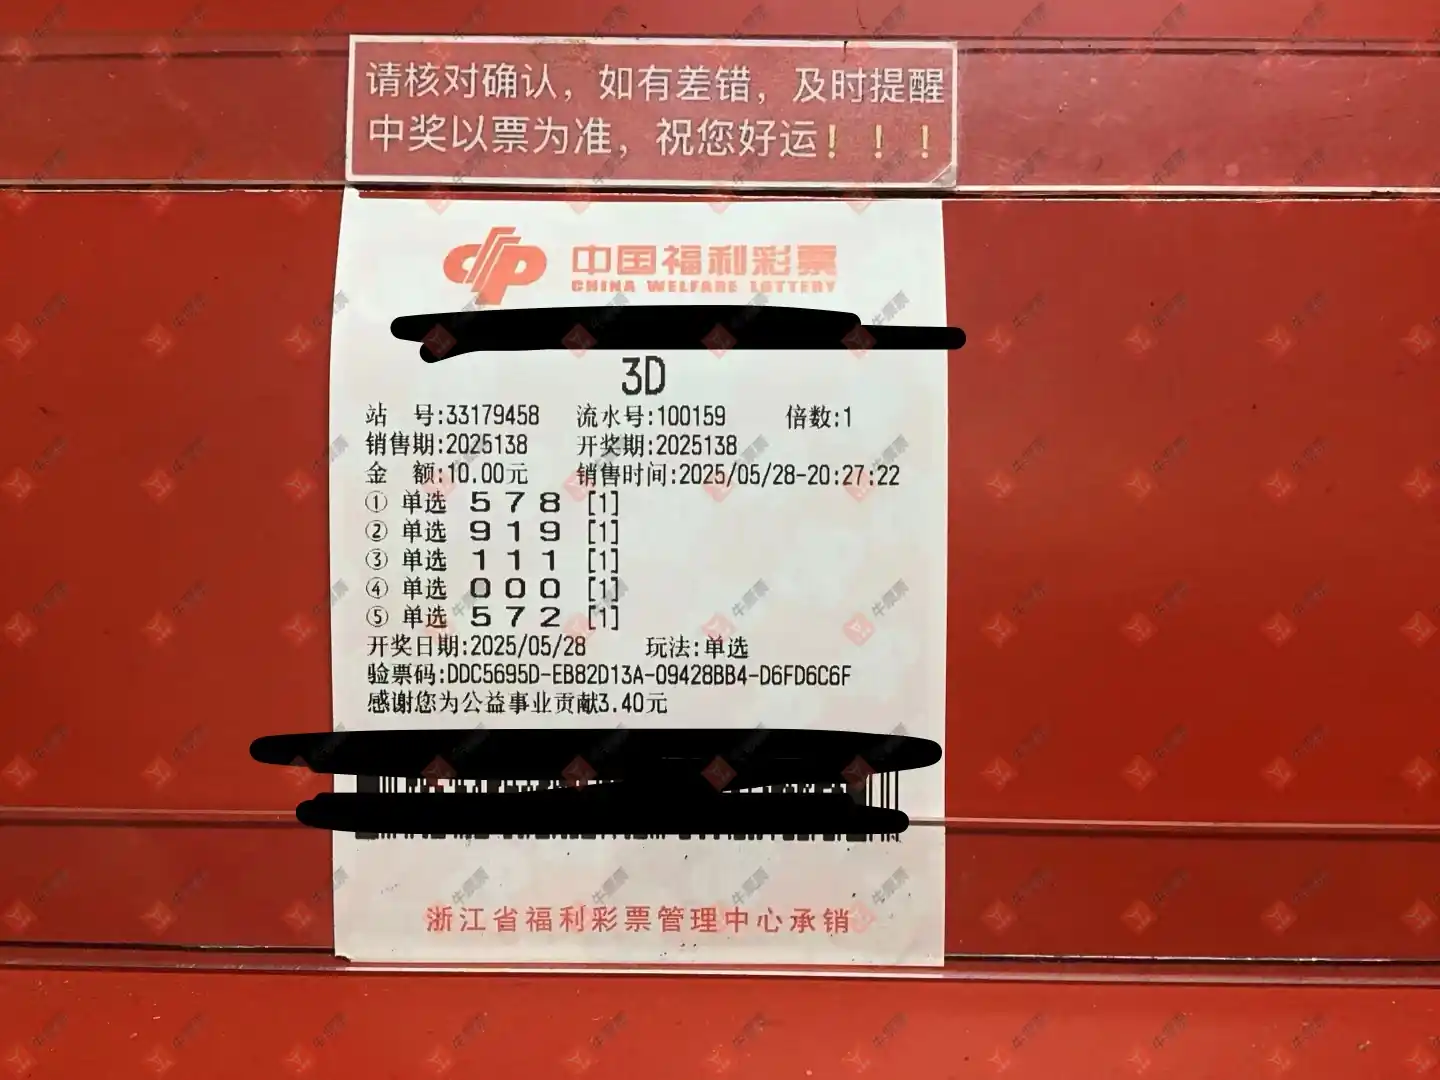 请核对确认，如有差错，及时提醒
中奖以票为准，祝您好运！！！
中国福利彩票
CHINA WELFARE LOTTERY
3D
站 号:33179458 流水号:100159 倍数:1
销售期:2025138 开奖期:2025138
金 额:10.00元 销售时间:2025/05/28-20:27:22
① 单选 5 7 8 [1]
② 单选 9 1 9 [1]
③ 单选 1 1 1 [1]
④ 单选 0 0 0 [1]
⑤ 单选 5 7 2 [1]
开奖日期:2025/05/28 玩法:单选
验票码:DDC5695D-EB82D13A-09428BB4-D6FD6C6F
感谢您为公益事业贡献3.40元
浙江省福利彩票管理中心承销
牛票票